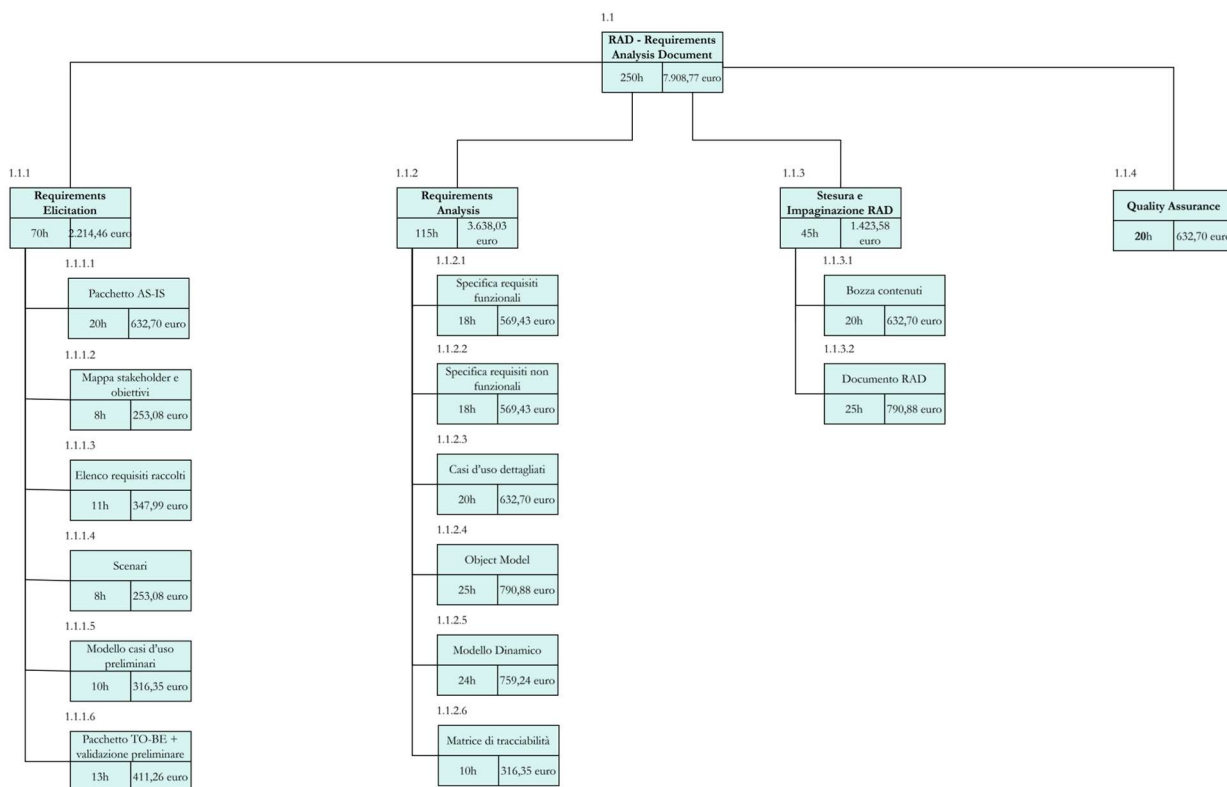 1.1
RAD - Requirements
Analysis Document
250h
7.908,77 euro
1.1.1
Requirements
Elicitation
70h
2.214,46 euro
1.1.1.1
Pacchetto AS-IS
20h
632,70 euro
1.1.1.2
Mappa stakeholder e
obiettivi
8h
253,08 euro
1.1.1.3
Elenco requisiti raccolti
11h
347,99 euro
1.1.1.4
Scenari
8h
253,08 euro
1.1.1.5
Modello casi d'uso
preliminari
10h
316,35 euro
1.1.1.6
Pacchetto TO-BE +
validazione preliminare
13h
411,26 euro
1.1.2
Requirements
Analysis
115h
3.638,03
euro
1.1.2.1
Specifica requisiti
funzionali
18h
569,43 euro
1.1.2.2
Specifica requisiti non
funzionali
18h
569,43 euro
1.1.2.3
Casi d'uso dettagliati
20h
632,70 euro
1.1.2.4
Object Model
25h
790,88 euro
1.1.2.5
Modello Dinamico
24h
759,24 euro
1.1.2.6
Matrice di tracciabilità
10h
316,35 euro
1.1.3
Stesura e
Impaginazione RAD
45h
1.423,58
euro
1.1.3.1
Bozza contenuti
20h
632,70 euro
1.1.3.2
Documento RAD
25h
790,88 euro
1.1.4
Quality Assurance
20h
632,70 euro